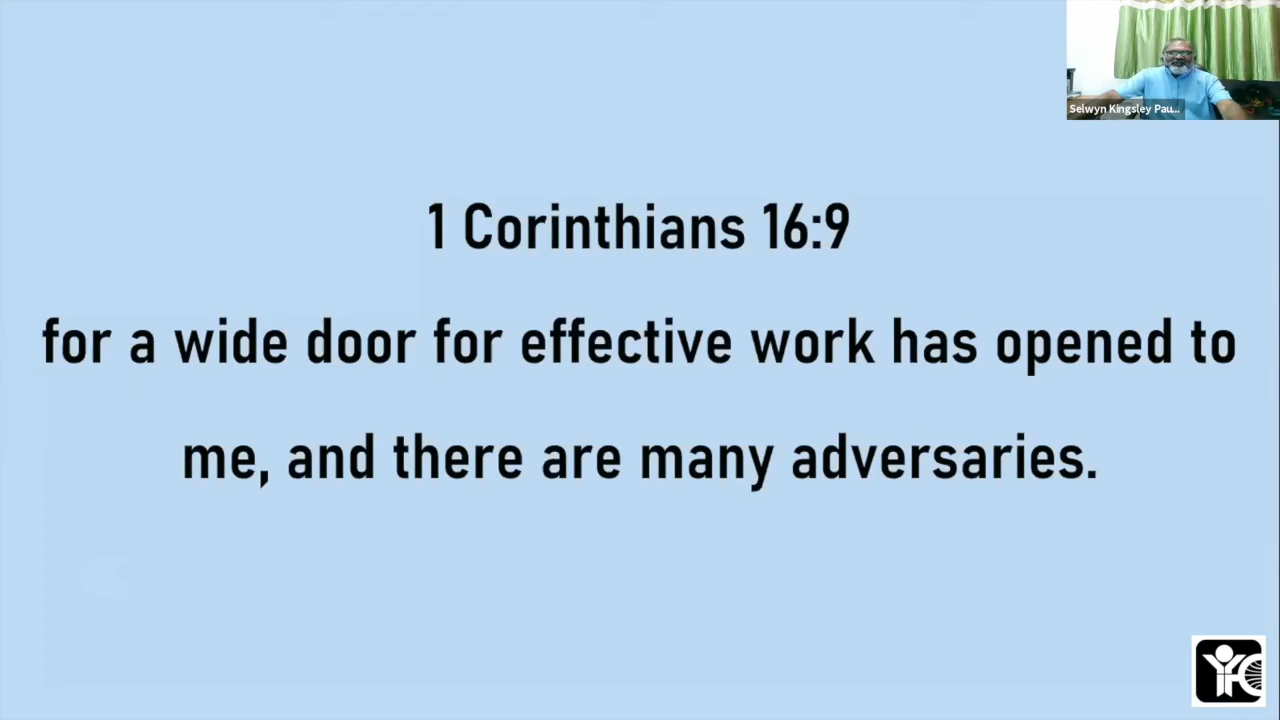 Selwyn Kingsley Pau...
1 Corinthians 16:9
for a wide door for effective work has opened to
me, and there are many adversaries.
YFC